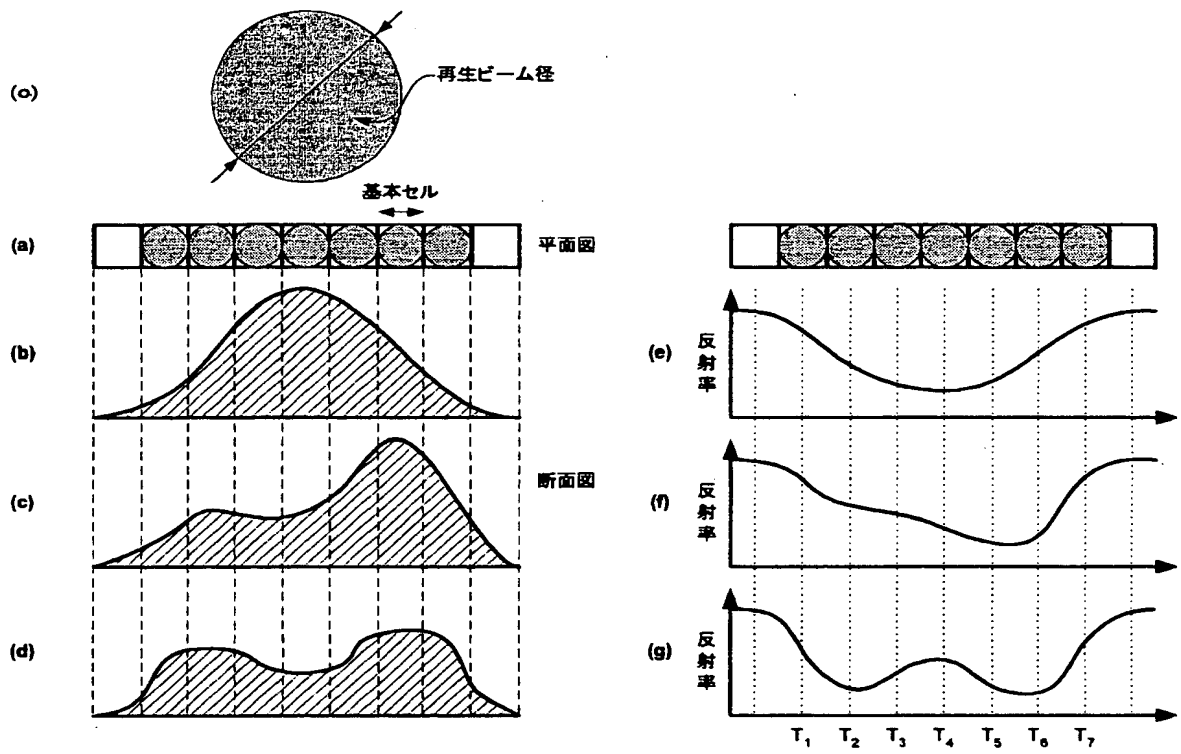 (o)
再生ビーム径
基本セル
(a)
平面図
(b)
(e)
反射率
(c)
断面図
(f)
反射率
(d)
(g)
反射率
T1 T2 T3 T4 T5 T6 T7